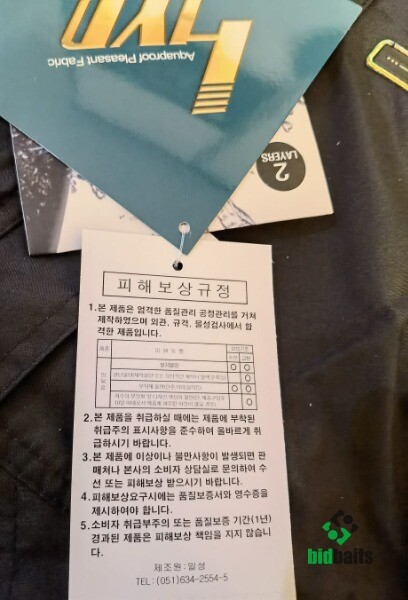 HYD
Aquaproof Pleasant Fabric
2
LAYERS
피해보상규정
1.본 제품은 엄격한 품질관리 공정관리를 거쳐
제작하였으며 외관, 규격, 물성검사에서 합
격한 제품입니다.
2.본 제품을 취급하실 때에는 제품에 부착된
취급주의 표시사항을 준수하여 올바르게 취
급하시기 바랍니다.
3.본 제품에 이상이나 불만사항이 발생되면 판
매처나 본사의 소비자 상담실로 문의하여 수
선 또는 피해보상 받으시기 바랍니다.
4.피해보상요구시에는 품질보증서와 영수증을
제시하여야 합니다.
5.소비자 취급부주의 또는 품질보증 기간(1년)
경과된 제품은 피해보상 책임을 지지 않습니
다.
제조원:일성
TEL:(051)634-2554-5
bidbaits